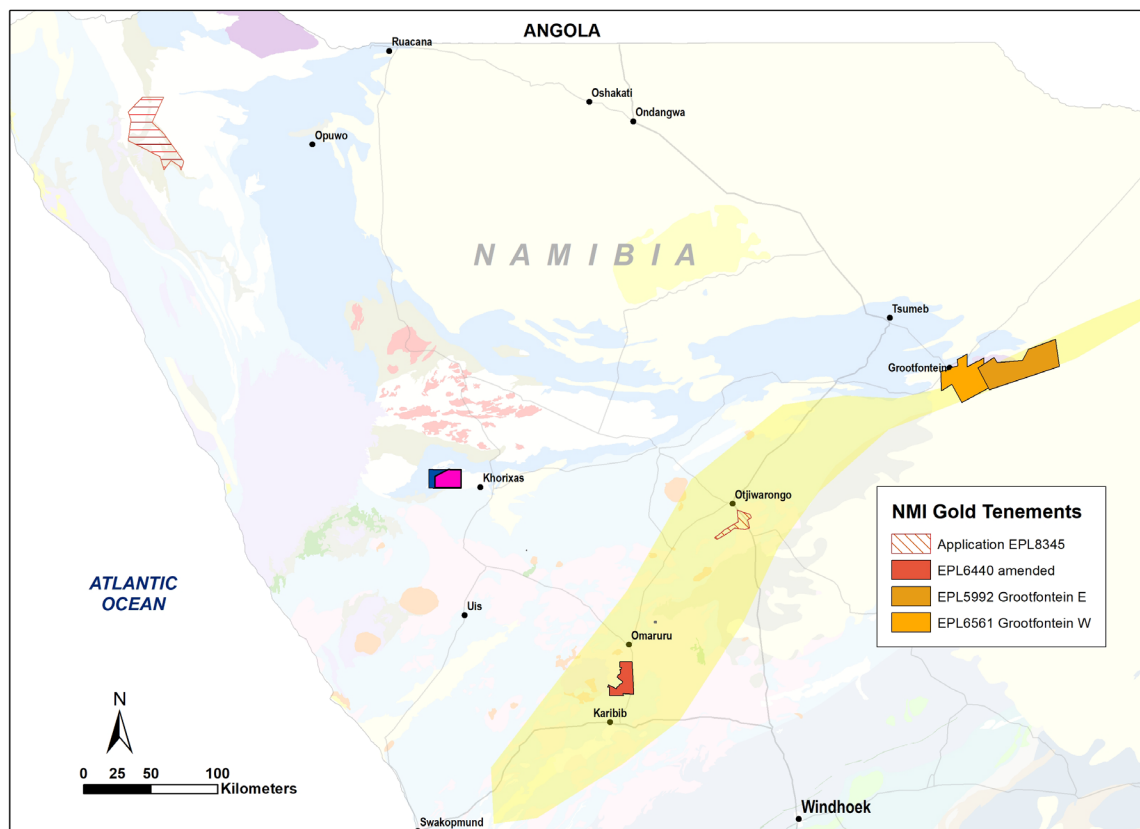 ANGOLA
Ruacana
Oshakati
Ondangwa
Opuwo
NAMIBIA
Tsumeb
Grootfontein
Khorixas
Otjiwarongo
NMI Gold Tenements
Application EPL8345
EPL6440 amended
EPL5992 Grootfontein E
EPL6561 Grootfontein W
ATLANTIC
OCEAN
Uis
Omaruru
Karibib
N
0 25 50 100
Kilometers
Windhoek
Swakopmund